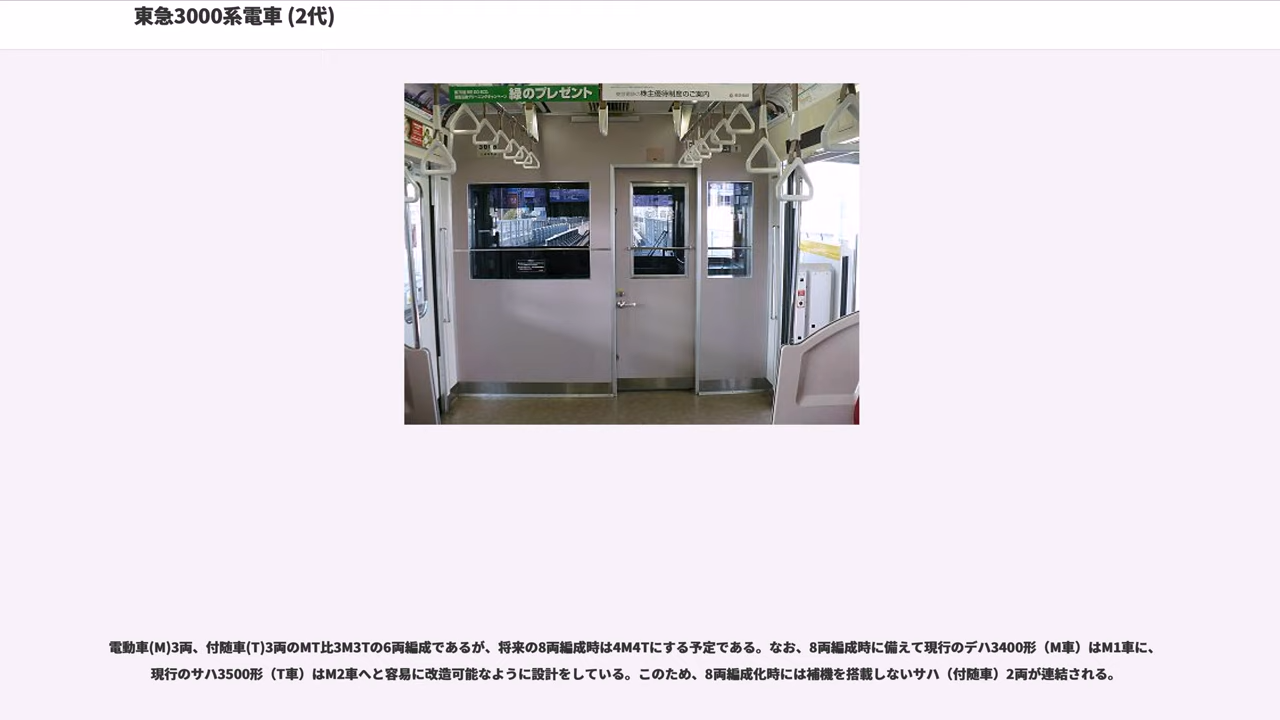 東急3000系電車 (2代)
緑のプレゼント
株主優待制度のご案内
電動車(M)3両、付随車(T)3両のMT比3M3Tの6両編成であるが、将来の8両編成時は4M4Tにする予定である。なお、8両編成時に備えて現行のデハ3400形（M車）はM1車に、
現行のサハ3500形（T車）はM2車へと容易に改造可能なように設計をしている。このため、8両編成化時には補機を搭載しないサハ（付随車）2両が連結される。